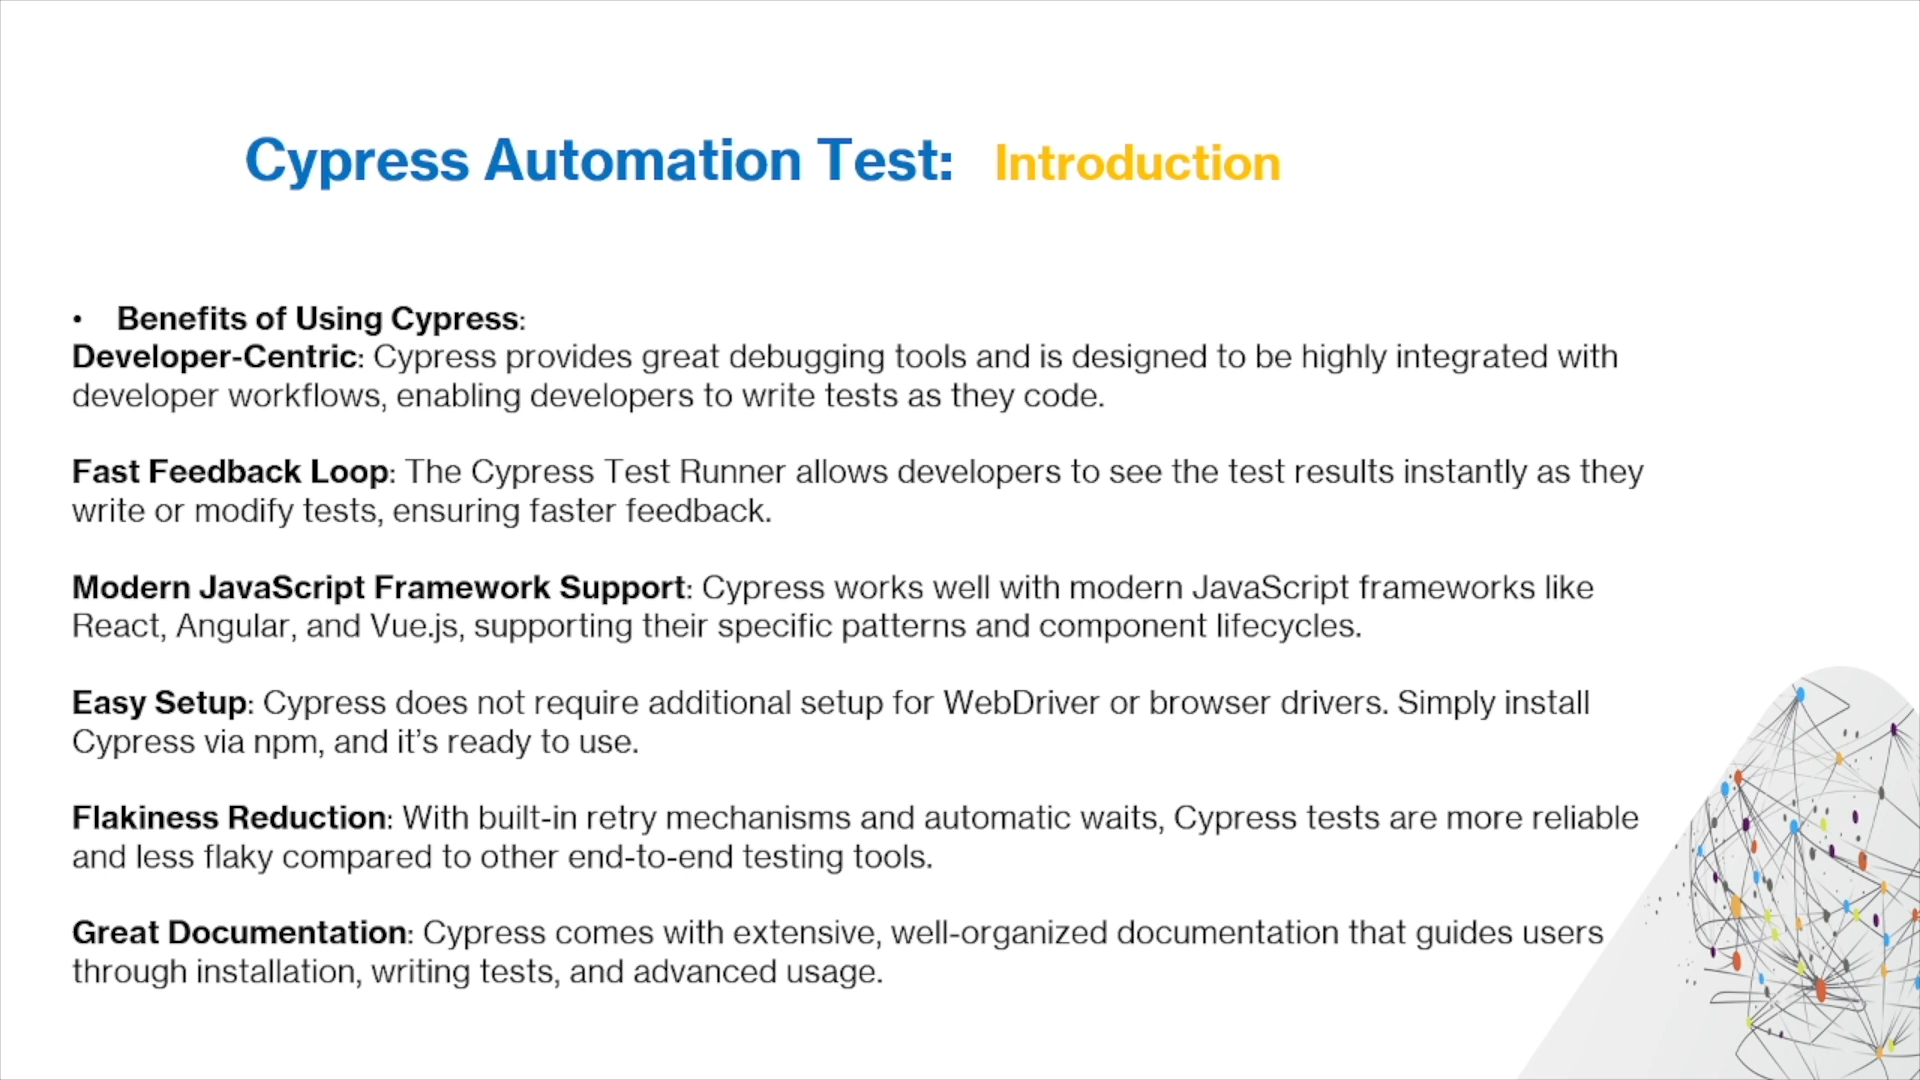 Cypress Automation Test: Introduction
• Benefits of Using Cypress:
Developer-Centric: Cypress provides great debugging tools and is designed to be highly integrated with
developer workflows, enabling developers to write tests as they code.
Fast Feedback Loop: The Cypress Test Runner allows developers to see the test results instantly as they
write or modify tests, ensuring faster feedback.
Modern JavaScript Framework Support: Cypress works well with modern JavaScript frameworks like
React, Angular, and Vue.js, supporting their specific patterns and component lifecycles.
Easy Setup: Cypress does not require additional setup for WebDriver or browser drivers. Simply install
Cypress via npm, and it’s ready to use.
Flakiness Reduction: With built-in retry mechanisms and automatic waits, Cypress tests are more reliable
and less flaky compared to other end-to-end testing tools.
Great Documentation: Cypress comes with extensive, well-organized documentation that guides users
through installation, writing tests, and advanced usage.